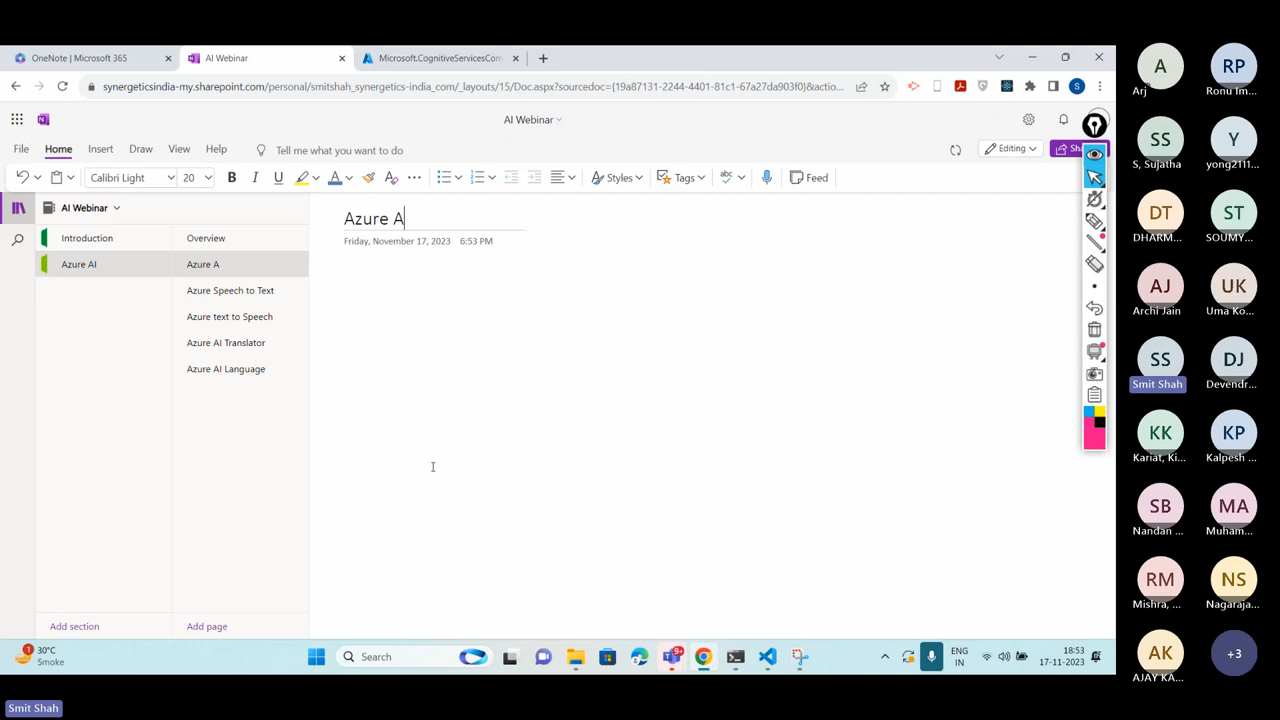 OneNote | Microsoft 365
AI Webinar
Microsoft.CognitiveServicesCom
synergeticsindia-my.sharepoint.com/personal/smitshah_synergetics-india_com/_layouts/15/Doc.aspx?sourcedoc={19a87131-2244-4401-81c1-67a27da903f0}&actio...
S
AI Webinar
File
Home
Insert
Draw
View
Help
Tell me what you want to do
Editing
Calibri Light
20
B
I
U
A
A
Styles
Tags
Feed
AI Webinar
Introduction
Azure AI
Overview
Azure A
Azure Speech to Text
Azure text to Speech
Azure AI Translator
Azure AI Language
Add section
Add page
Azure A
Friday, November 17, 2023 6:53 PM
1
30°C
Smoke
Search
9+
ENG
IN
18:53
17-11-2023
A
Arj
RP
Ronu Im...
SS
S, Sujatha
Y
yong2111...
DT
DHARM...
ST
SOUMY...
AJ
Archi Jain
UK
Uma Ko...
SS
Smit Shah
DJ
Devendr...
KK
Kariat, Ki...
KP
Kalpesh ...
SB
Nandan ...
MA
Muham...
RM
Mishra, ...
NS
Nagaraja...
AK
AJAY KA...
+3
Smit Shah